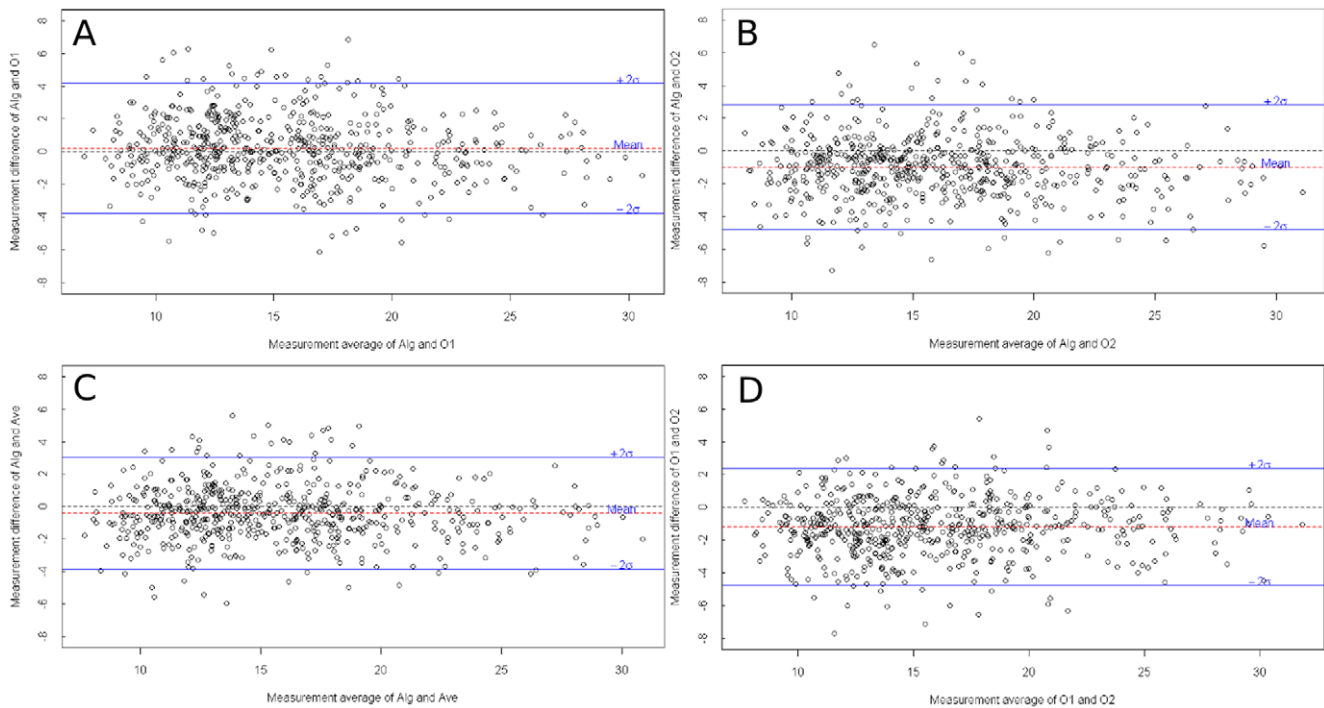 A
Measurement difference of Alg and O1
8
6
4
2
0
-2
-4
-6
-8
+2σ
Mean
−2σ
10 15 20 25 30
Measurement average of Alg and O1
B
Measurement difference of Alg and O2
8
6
4
2
0
-2
-4
-6
-8
+2σ
Mean
−2σ
10 15 20 25 30
Measurement average of Alg and O2
C
Measurement difference of Alg and Ave
8
6
4
2
0
-2
-4
-6
-8
+2σ
Mean
−2σ
10 15 20 25 30
Measurement average of Alg and Ave
D
Measurement difference of O1 and O2
8
6
4
2
0
-2
-4
-6
-8
+2σ
Mean
−2σ
10 15 20 25 30
Measurement average of O1 and O2